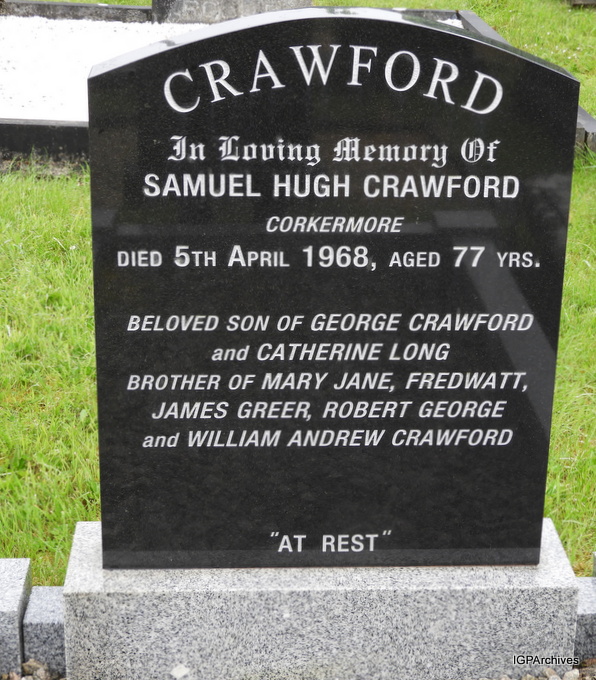 CRAWFORD
In Loving Memory Of
SAMUEL HUGH CRAWFORD
CORKERMORE
DIED 5TH APRIL 1968, AGED 77 YRS.
BELOVED SON OF GEORGE CRAWFORD
and CATHERINE LONG
BROTHER OF MARY JANE, FREDWATT,
JAMES GREER, ROBERT GEORGE
and WILLIAM ANDREW CRAWFORD
"AT REST"
IGPArchives